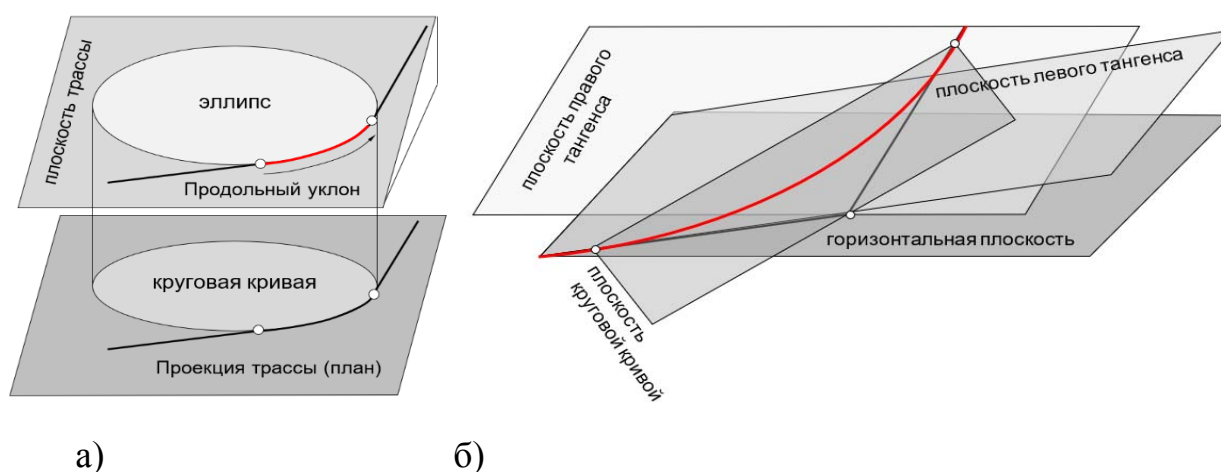 плоскость трассы
эллипс
Продольный уклон
круговая кривая
Проекция трассы (план)
а)
плоскость правого
тангенса
плоскость левого тангенса
горизонтальная плоскость
плоскость
круговой кривой
б)